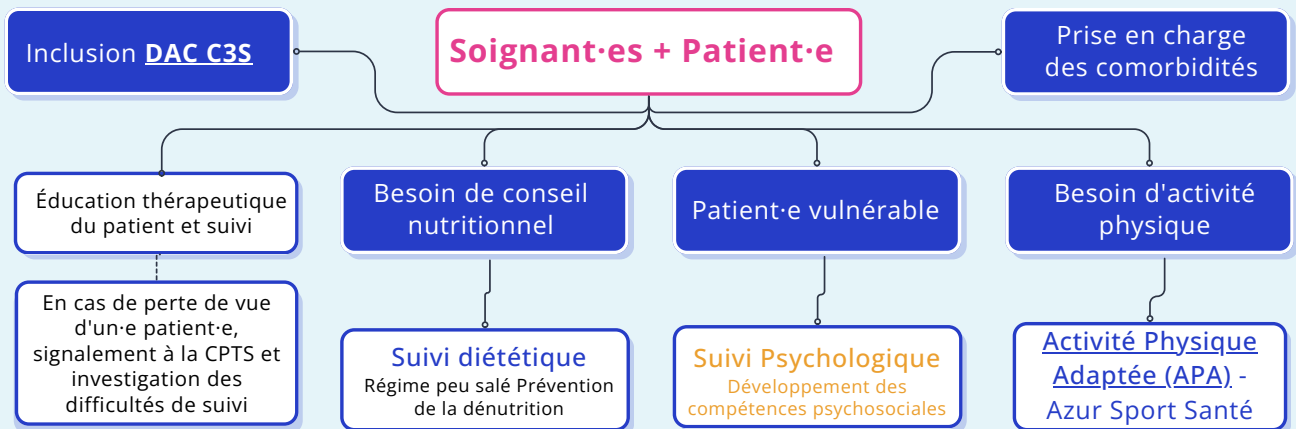 Inclusion DAC C3S
Soignant·es + Patient·e
Prise en charge
des comorbidités
Éducation thérapeutique
du patient et suivi
Besoin de conseil
nutritionnel
Patient·e vulnérable
Besoin d'activité
physique
En cas de perte de vue
d'un·e patient·e,
signalement à la CPTS et
investigation des
difficultés de suivi
Suivi diététique
Régime peu salé Prévention
de la dénutrition
Suivi Psychologique
Développement des
compétences psychosociales
Activité Physique
Adaptée (APA) -
Azur Sport Santé